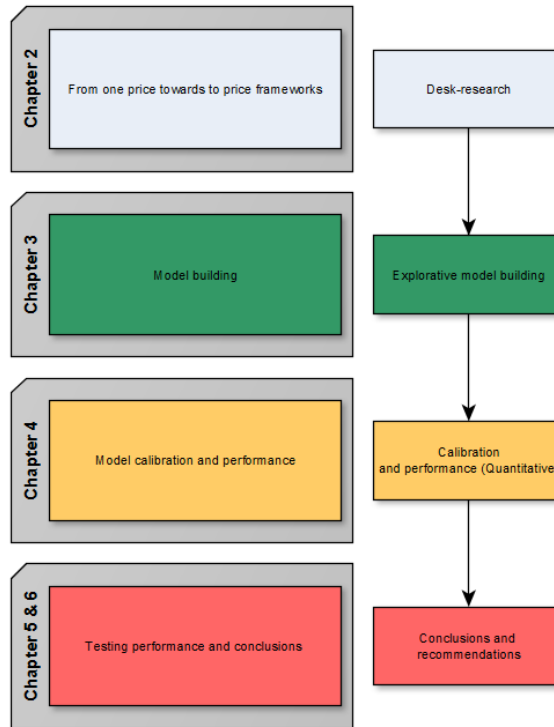 Chapter 2
From one price towards to price frameworks
Desk-research
Chapter 3
Model building
Explorative model building
Chapter 4
Model calibration and performance
Calibration
and performance (Quantitative
Chapter 5 & 6
Testing performance and conclusions
Conclusions and
recommendations